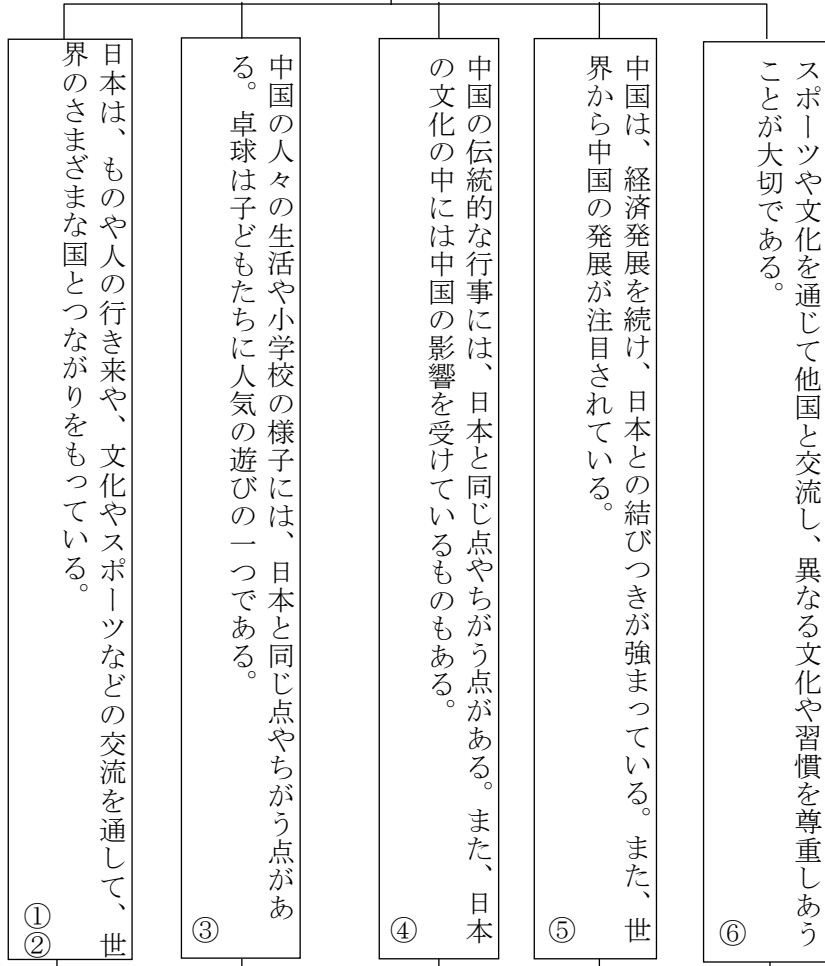 スポーツや文化を通じて他国と交流し、異なる文化や習慣を尊重しあう
ことが大切である。
⑥
中国は、経済発展を続け、日本との結びつきが強まっている。また、世
界から中国の発展が注目されている。
⑤
中国の伝統的な行事には、日本と同じ点やちがう点がある。また、日本
の文化の中には中国の影響を受けているものもある。
④
中国の人々の生活や小学校の様子には、日本と同じ点やちがう点があ
る。卓球は子どもたちに人気の遊びの一つである。
③
日本は、ものや人の行き来や、文化やスポーツなどの交流を通して、世
界のさまざまな国とつながりをもっている。
①②